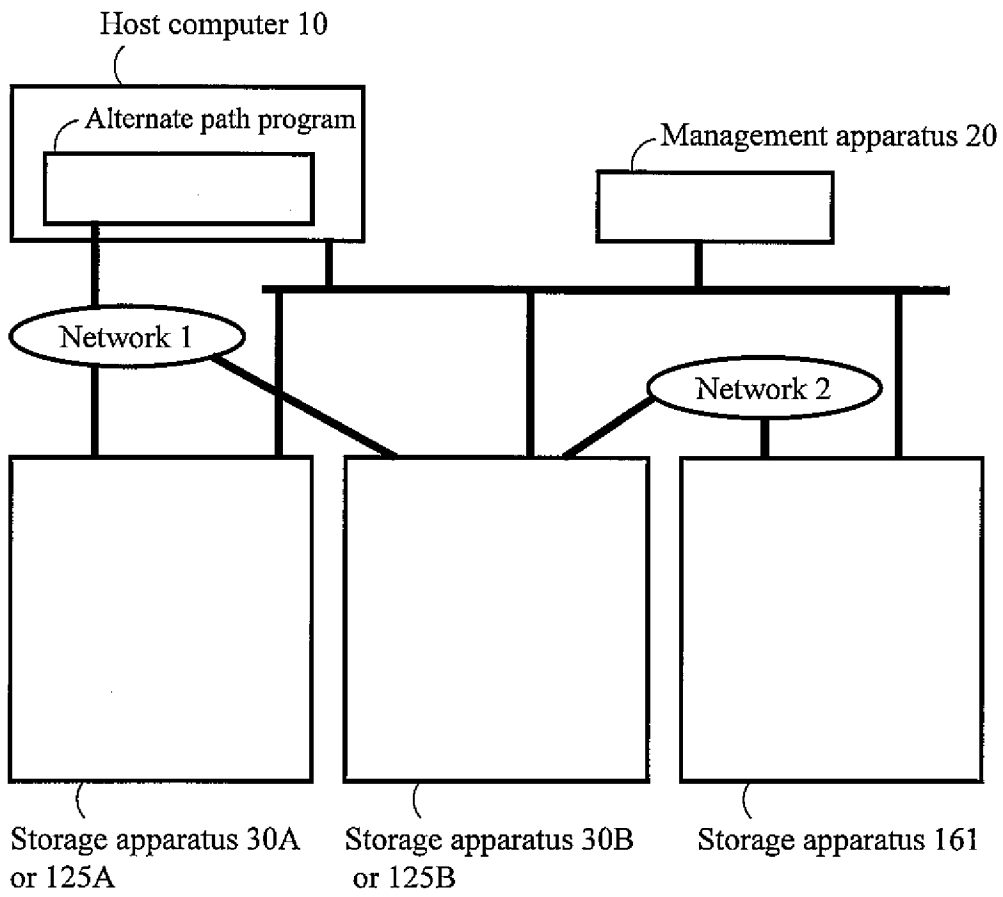 Host computer 10
Alternate path program
Management apparatus 20
Network 1
Network 2
Storage apparatus 30A
or 125A
Storage apparatus 30B
or 125B
Storage apparatus 161